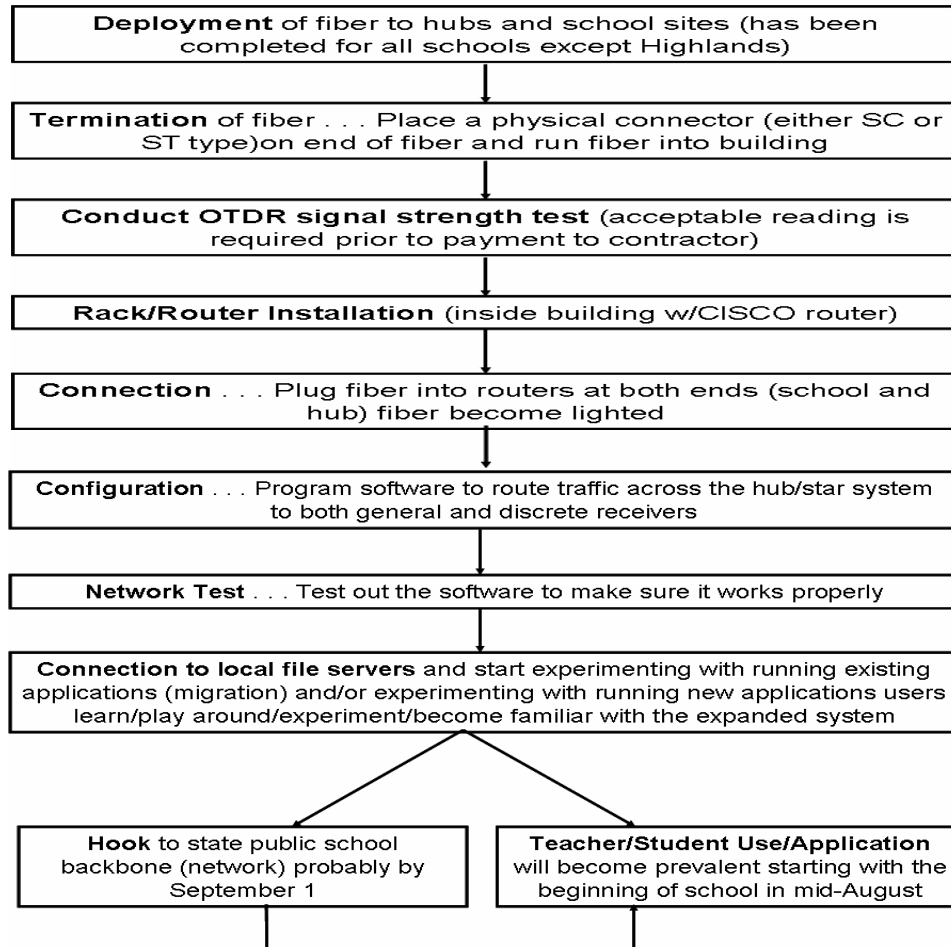 Deployment of fiber to hubs and school sites (has been
completed for all schools except Highlands)
Termination of fiber . . . Place a physical connector (either SC or
ST type)on end of fiber and run fiber into building
Conduct OTDR signal strength test (acceptable reading is
required prior to payment to contractor)
Rack/Router Installation (inside building w/CISCO router)
Connection . . . Plug fiber into routers at both ends (school and
hub) fiber become lighted
Configuration . . . Program software to route traffic across the hub/star system
to both general and discrete receivers
Network Test . . . Test out the software to make sure it works properly
Connection to local file servers and start experimenting with running existing
applications (migration) and/or experimenting with running new applications users
learn/play around/experiment/become familiar with the expanded system
Hook to state public school
backbone (network) probably by
September 1
Teacher/Student Use/Application
will become prevalent starting with the
beginning of school in mid-August